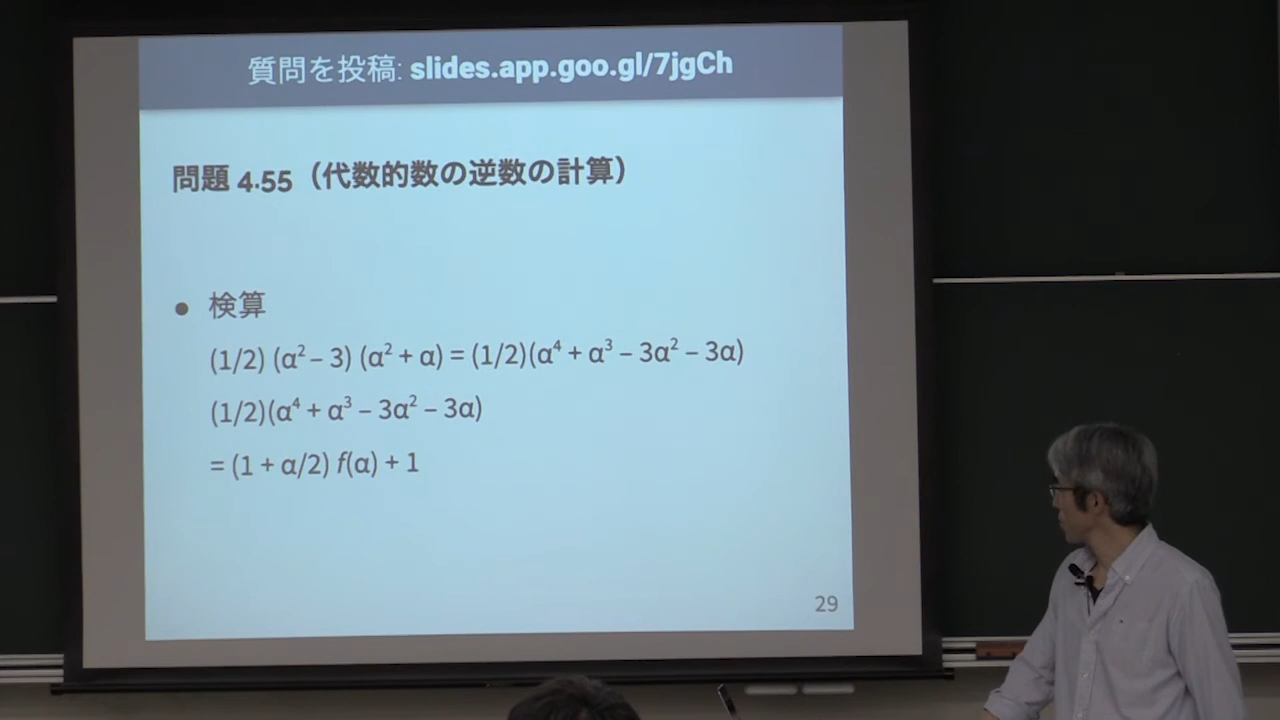 質問を投稿: slides.app.goo.gl/7jgCh
問題 4.55（代数的数の逆数の計算）
● 検算
(1/2) (α² – 3) (α² + α) = (1/2)(α⁴ + α³ – 3α² – 3α)
(1/2)(α⁴ + α³ – 3α² – 3α)
= (1 + α/2) f(α) + 1
29